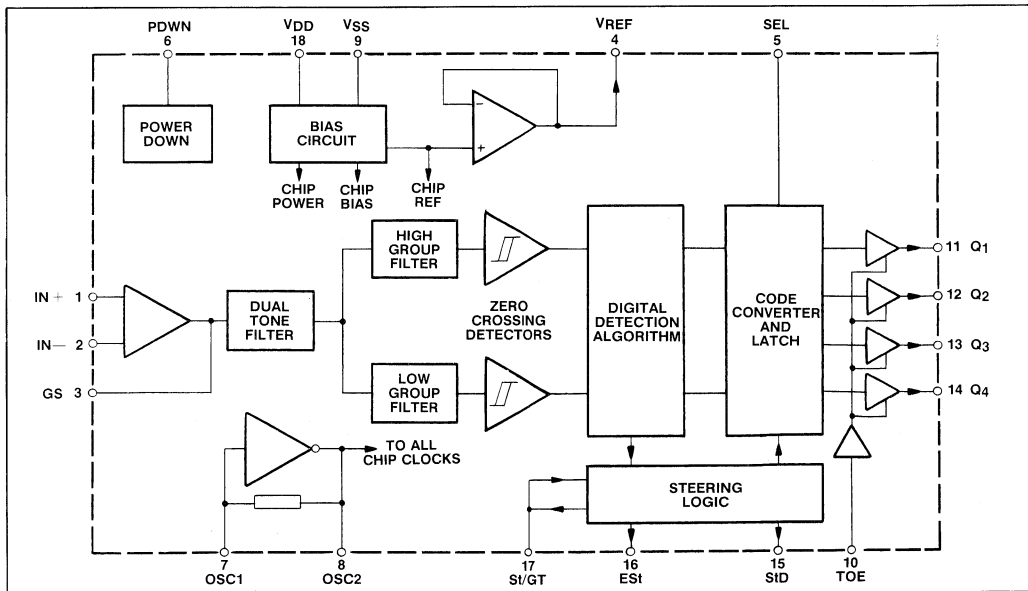 PDWN
6
VDD
18
VSS
9
VREF
4
SEL
5
POWER
DOWN
BIAS
CIRCUIT
−
+
CHIP
POWER
CHIP
BIAS
CHIP
REF
HIGH
GROUP
FILTER
IN + 1
IN− 2
GS 3
DUAL
TONE
FILTER
ZERO
CROSSING
DETECTORS
LOW
GROUP
FILTER
DIGITAL
DETECTION
ALGORITHM
CODE
CONVERTER
AND
LATCH
11 Q1
12 Q2
13 Q3
14 Q4
TO ALL
CHIP CLOCKS
STEERING
LOGIC
7
OSC1
8
OSC2
17
St/GT
16
ESt
15
StD
10
TOE